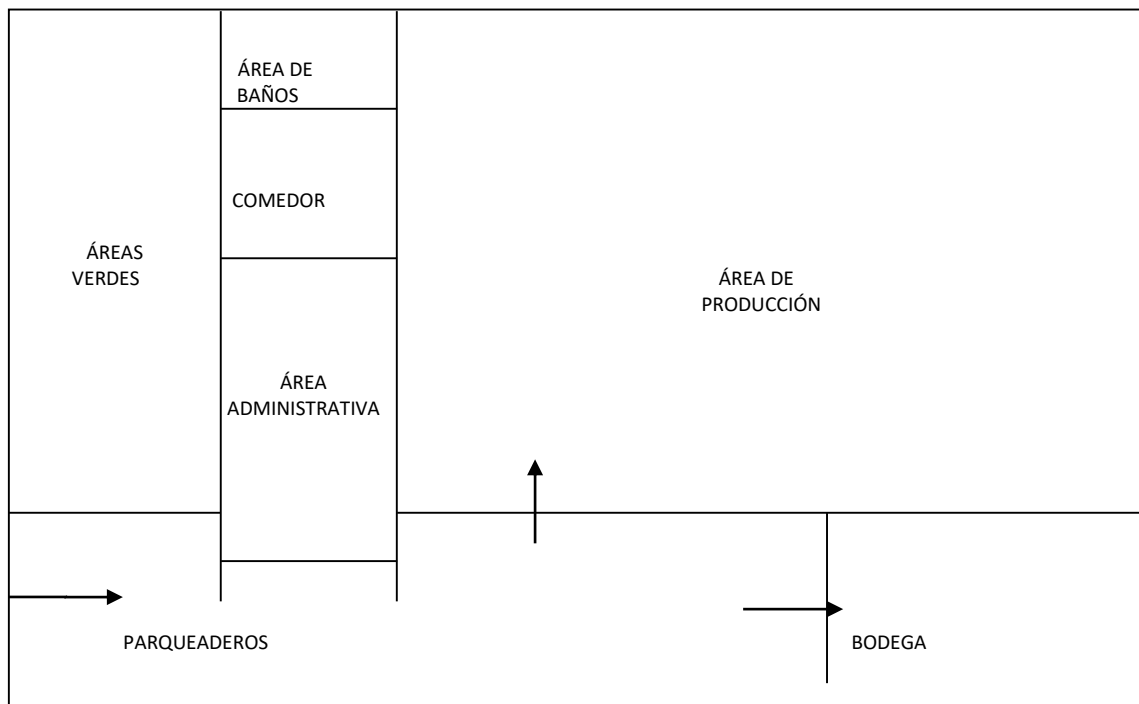 ÁREA DE
BAÑOS
COMEDOR
ÁREAS
VERDES
ÁREA DE
PRODUCCIÓN
ÁREA
ADMINISTRATIVA
PARQUEADEROS
BODEGA